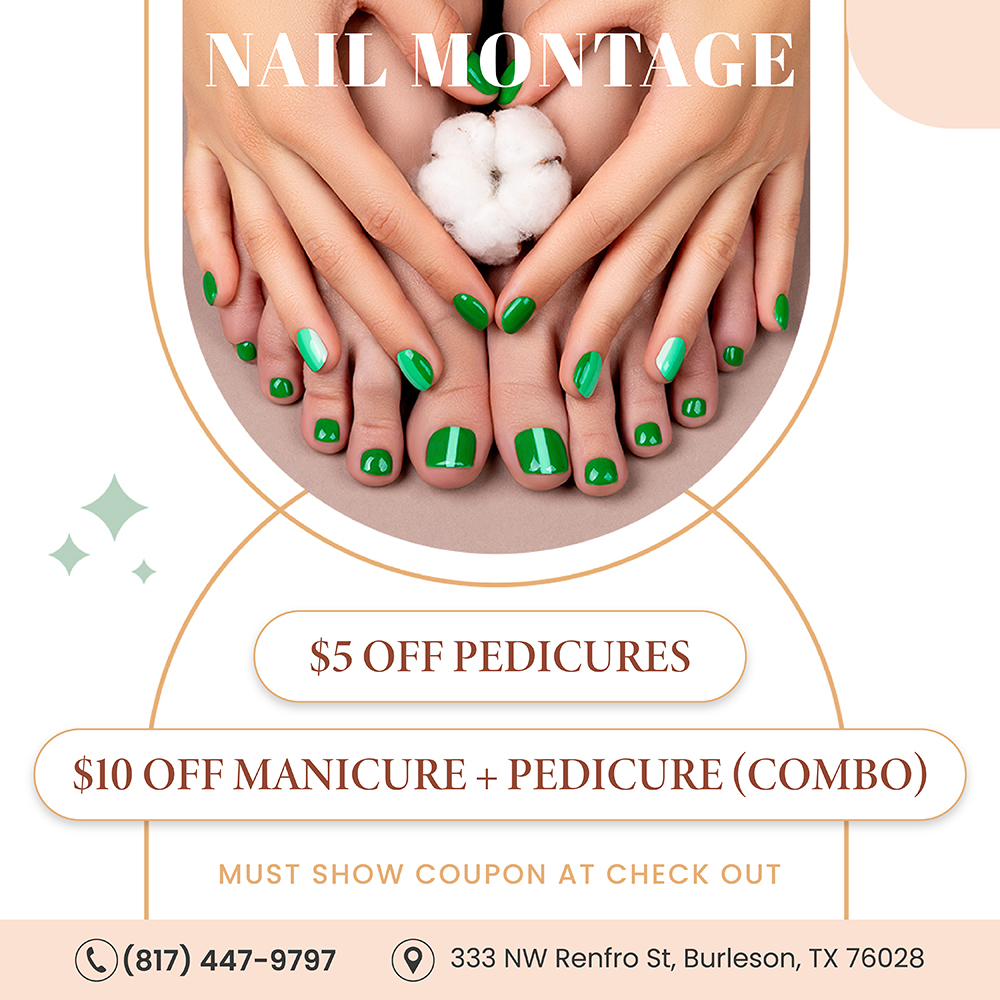 NAIL MONTAGE
$5 OFF PEDICURES
$10 OFF MANICURE + PEDICURE (COMBO)
MUST SHOW COUPON AT CHECK OUT
(817) 447-9797
333 NW Renfro St, Burleson, TX 76028